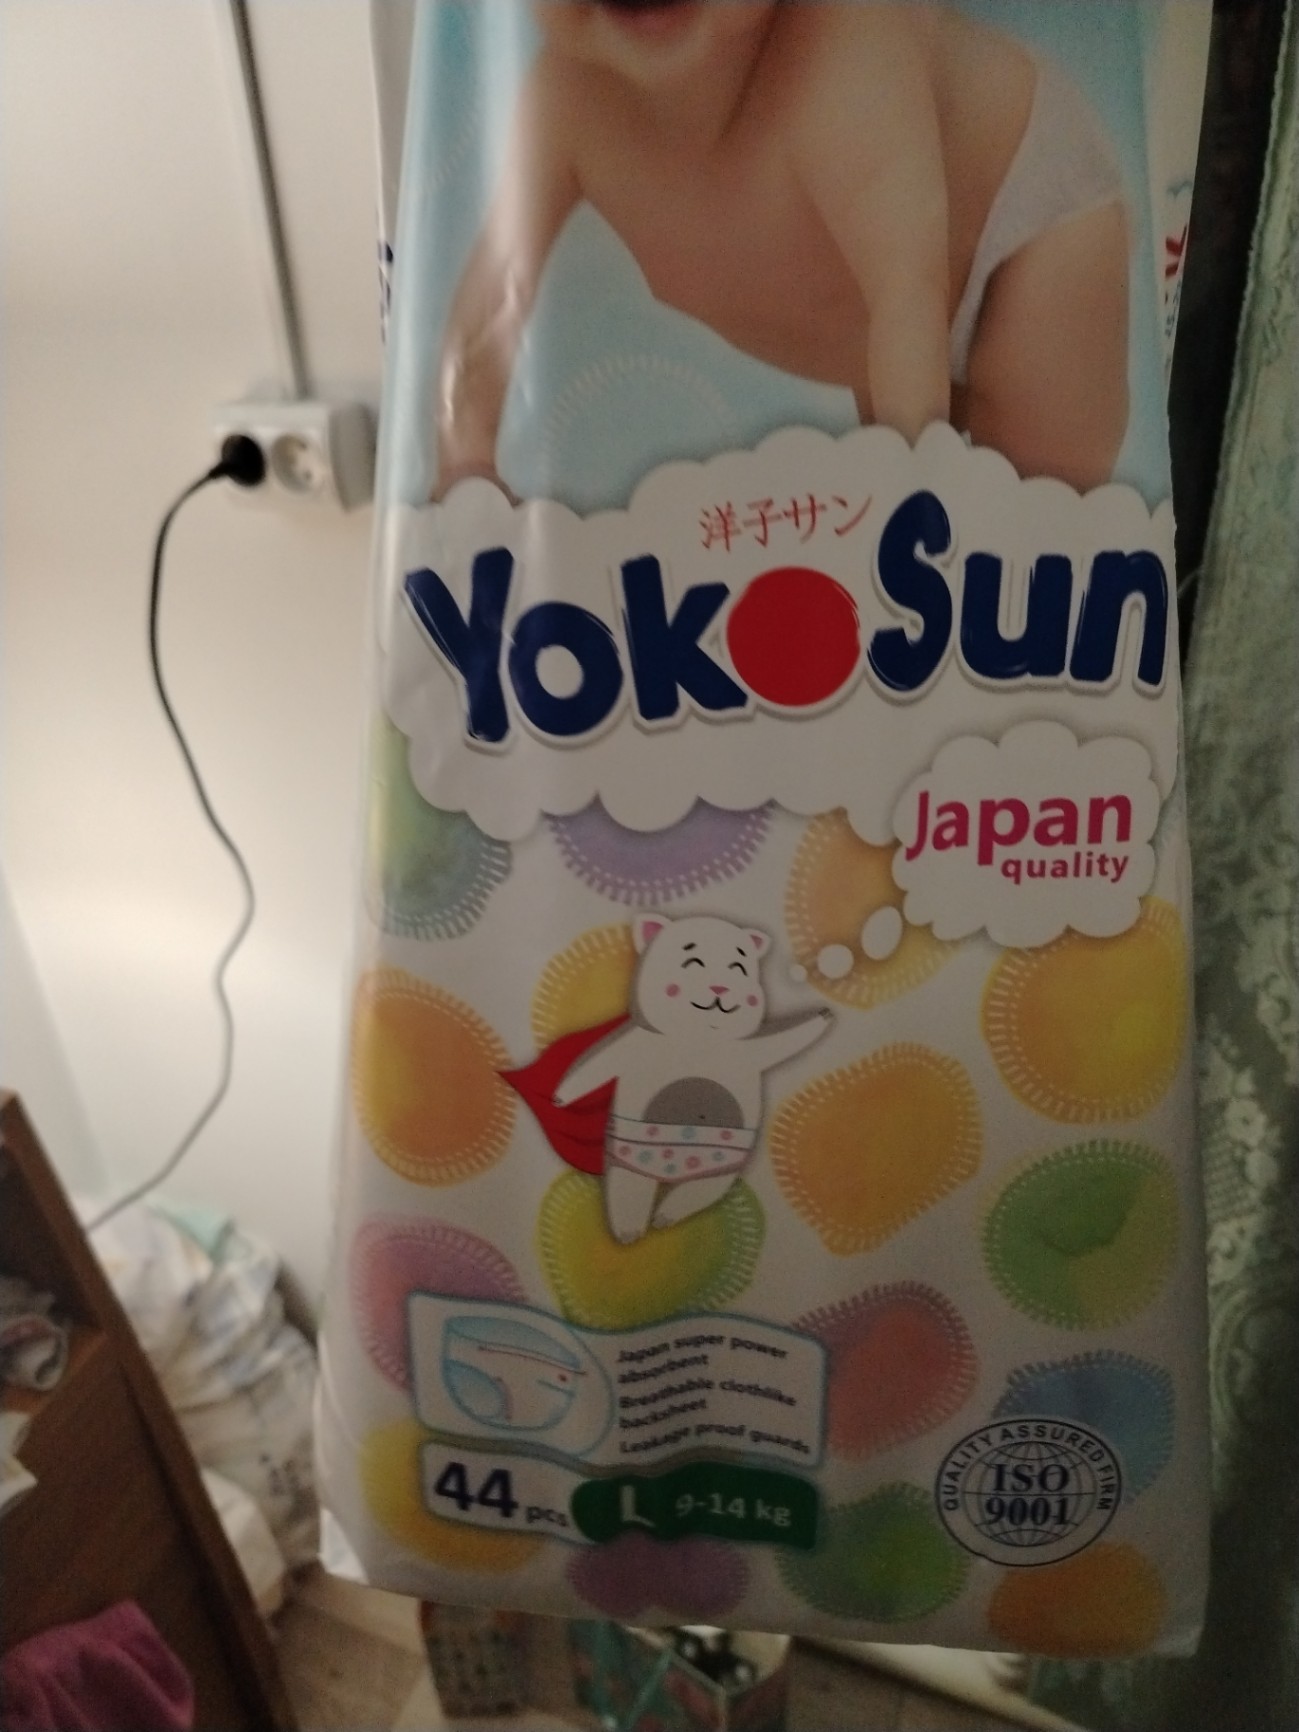 洋子サン
YokoSun
Japan
quality
Japan super power
absorbent
Breathable clothlike
backsheet
Leakage proof guards
44 pcs L 9-14 kg
QUALITY ASSURED FIRM
ISO
9001